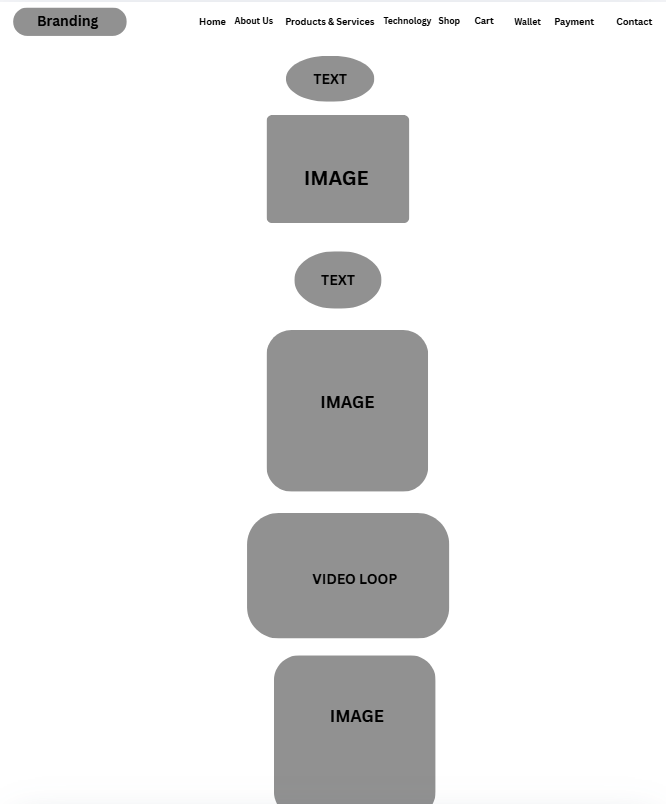 Branding Home About Us Products & Services Technology Shop Cart Wallet Payment Contact
TEXT
IMAGE
TEXT
IMAGE
VIDEO LOOP
IMAGE